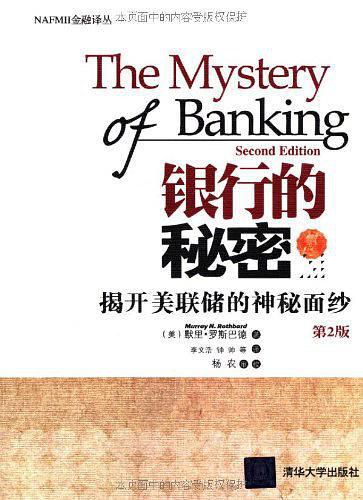 NAFMII金融译丛
本页面中的内容受版权保护
The Mystery
of Banking
Second Edition
银行的
秘密
揭开美联储的神秘面纱
第2版
Murray N. Rothbard
（美）默里·罗斯巴德 著
李文浩 钟帅 等 译
杨农 审校
清华大学出版社
本页面中的内容受版权保护